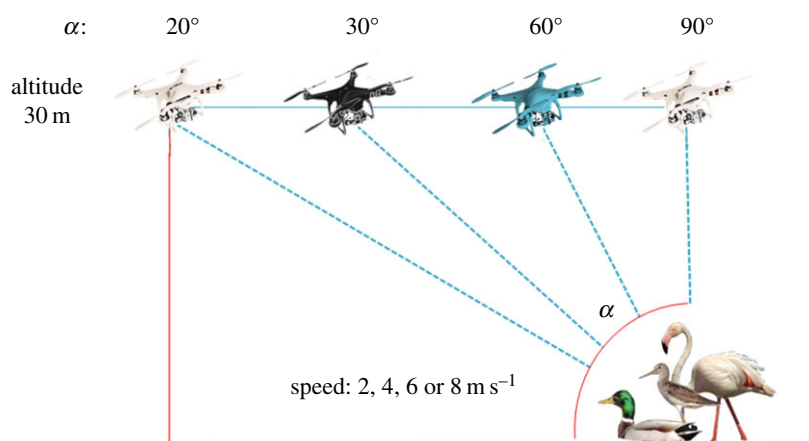 α: 20° 30° 60° 90°
altitude
30 m
α
speed: 2, 4, 6 or 8 m s⁻¹